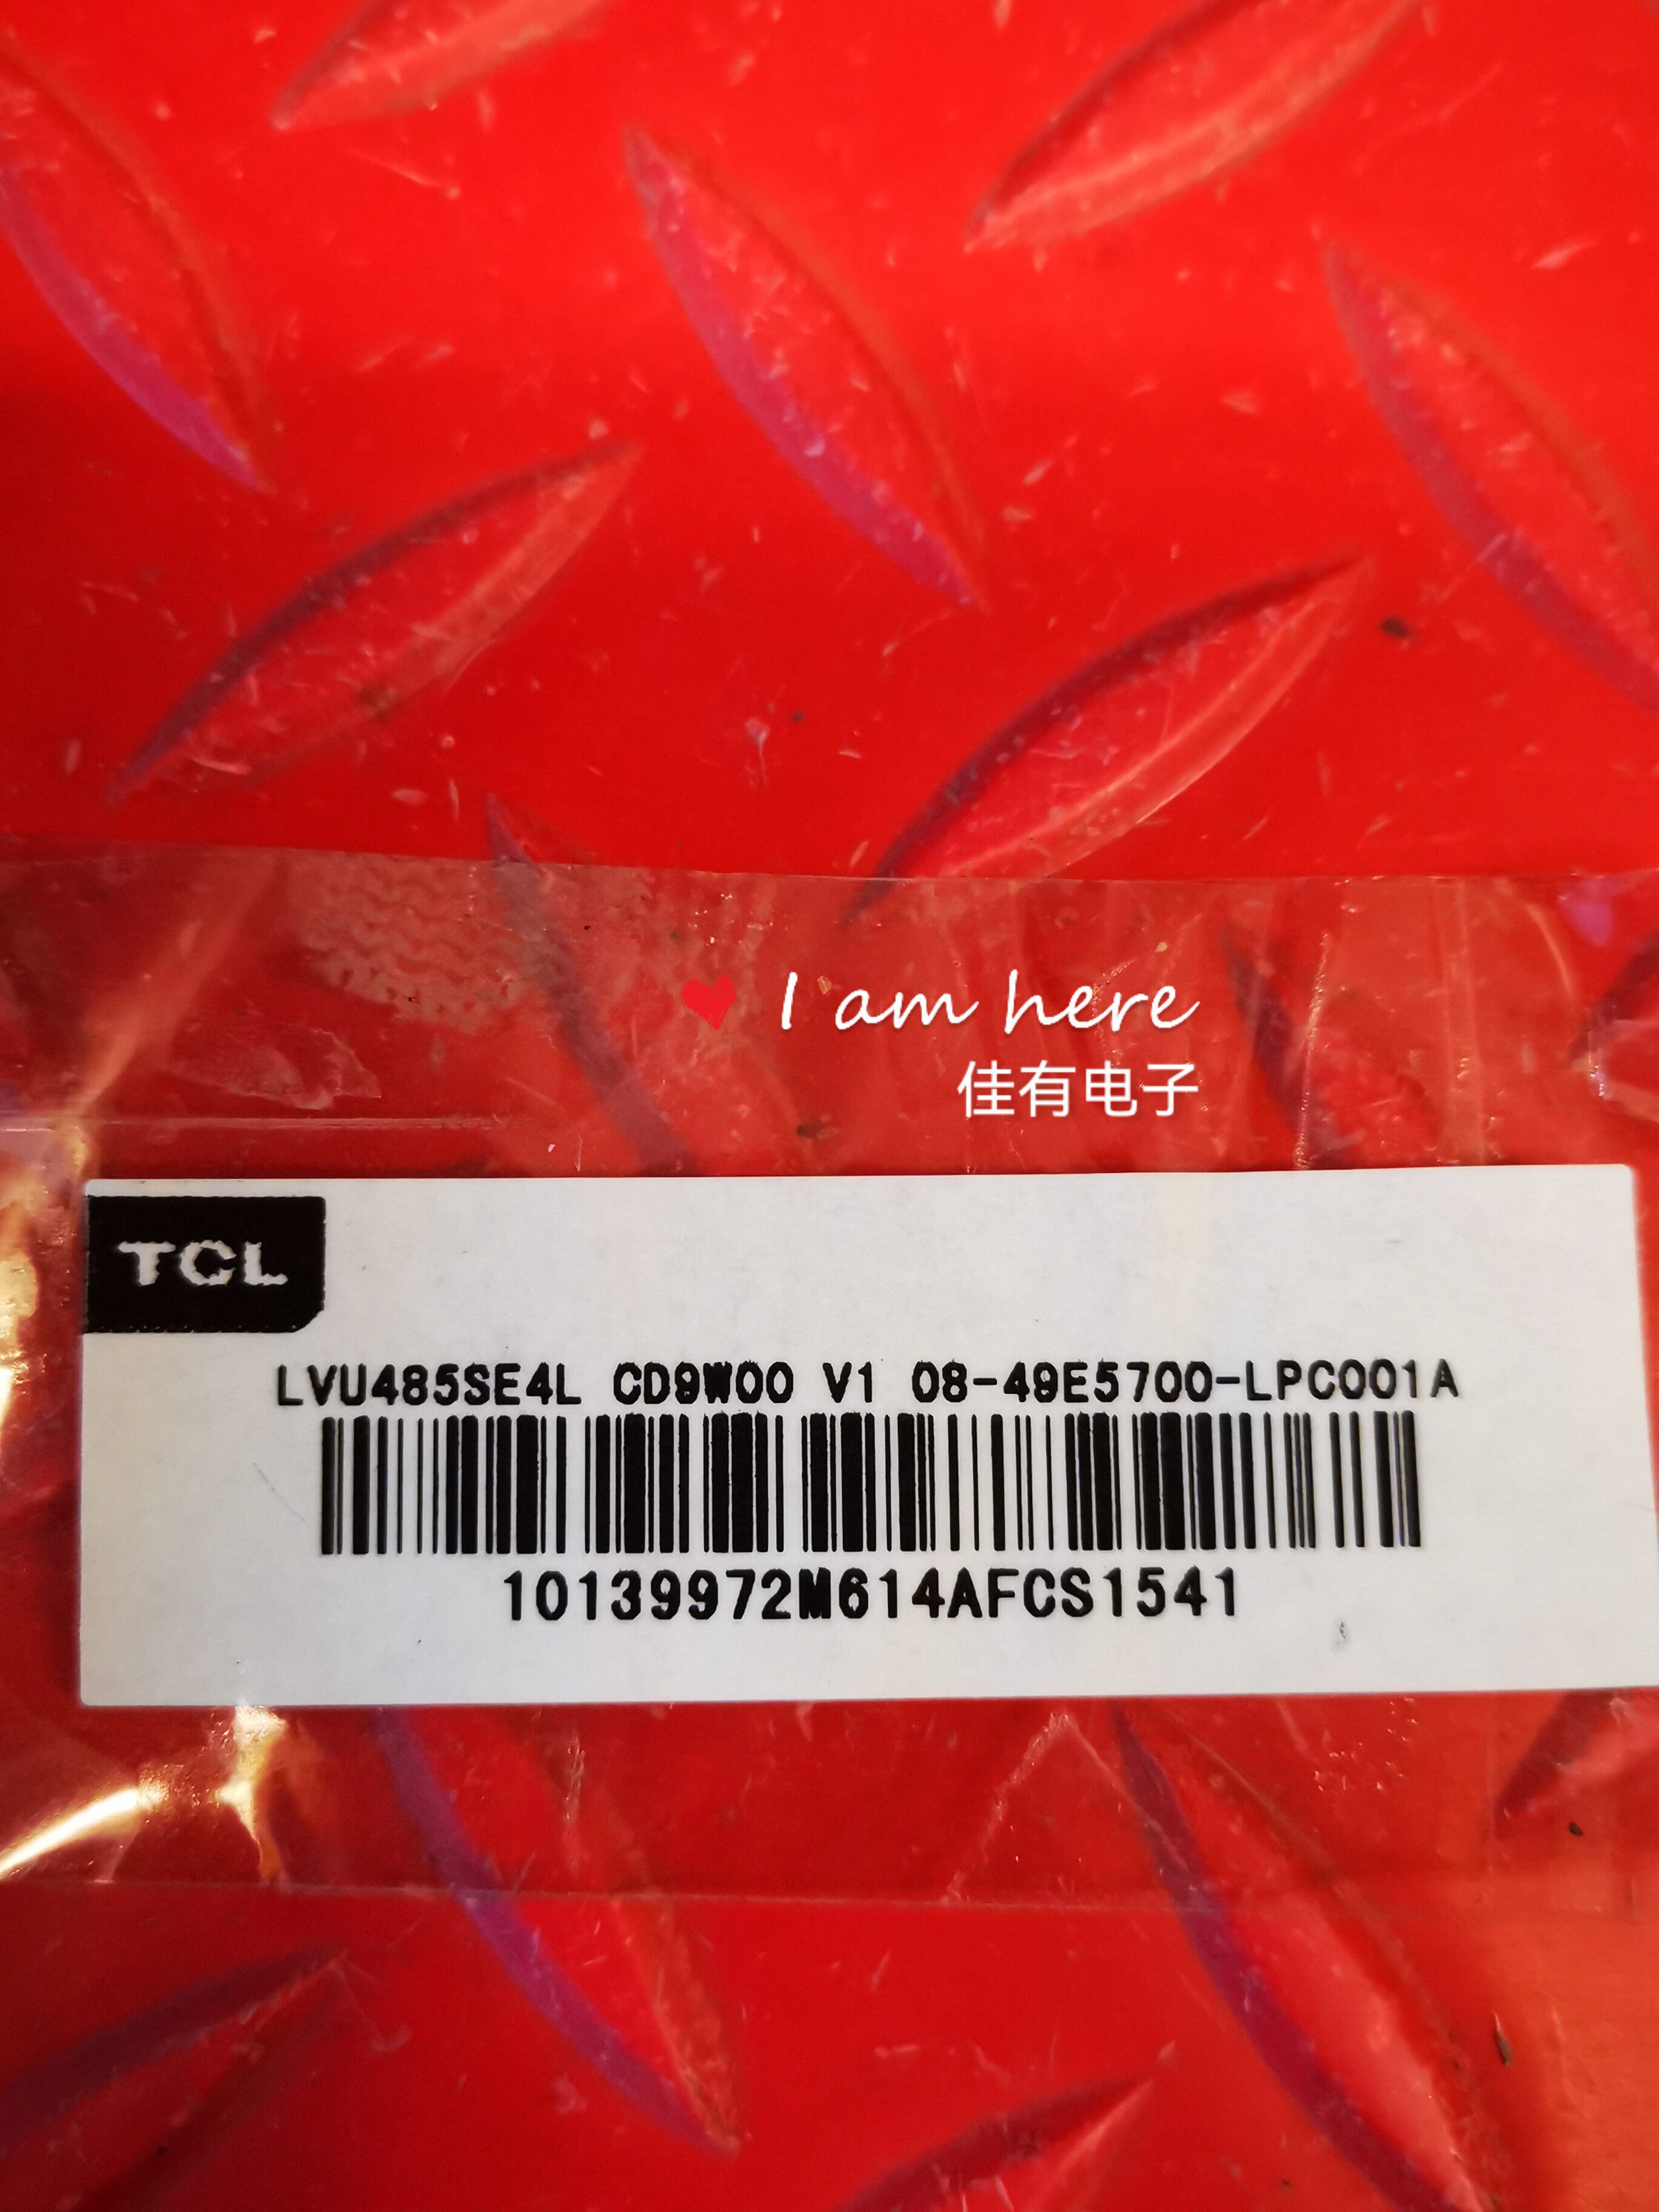 I am here
佳有电子
TCL
LVU485SE4L CD9W00 V1 08-49E5700-LPC001A
10139972M614AFCS1541